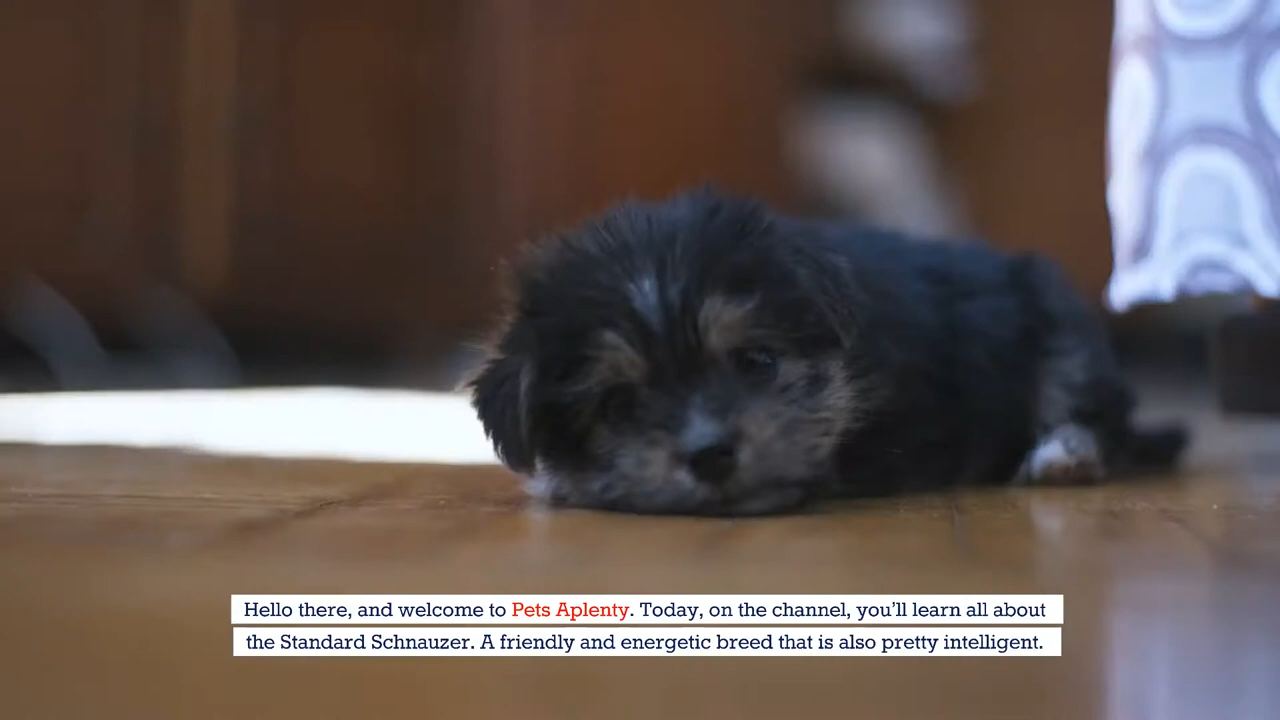 Hello there, and welcome to Pets Aplenty. Today, on the channel, you’ll learn all about
the Standard Schnauzer. A friendly and energetic breed that is also pretty intelligent.